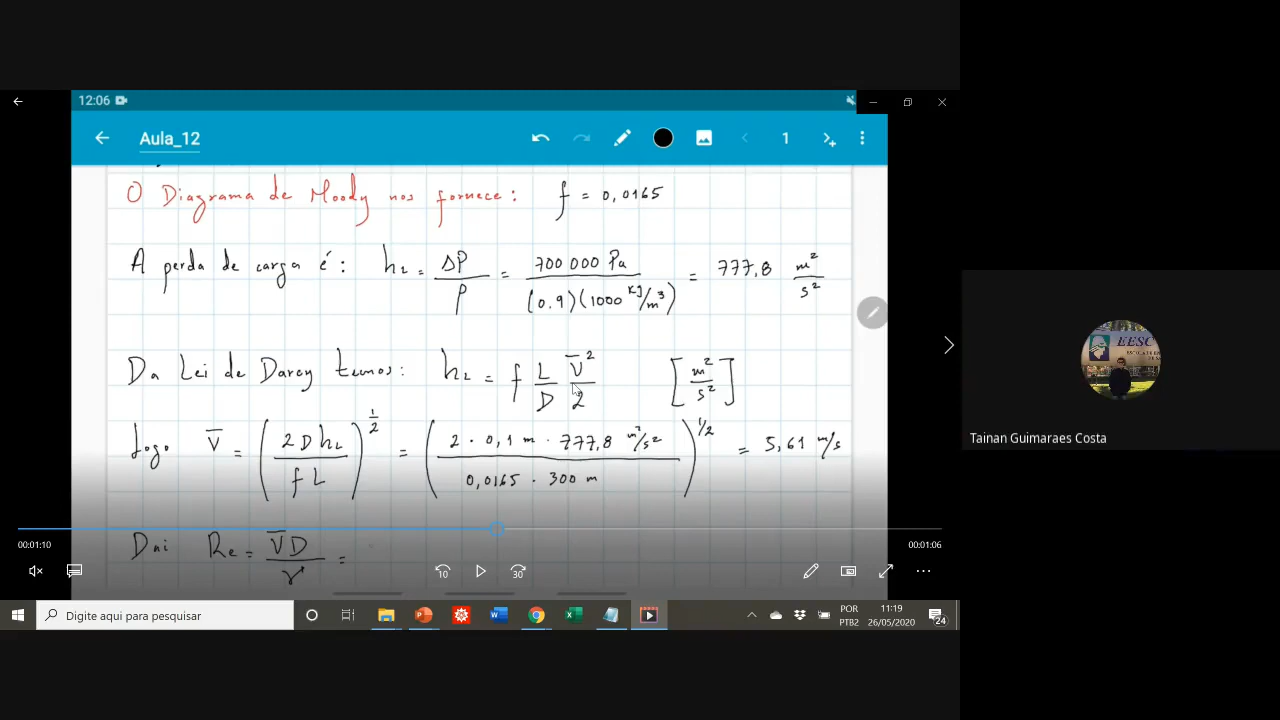 12:06
Aula_12
1
O Diagrama de Moody nos fornece: f = 0,0165
A perda de carga é: hL = ΔP / ρ = 700 000 Pa / (0.9)(1000 kg/m³) = 777,8 m²/s²
Da Lei de Darcy temos: hL = f L/D V̅²/2 [m²/s²]
Logo V̅ = (2 D hL / f L)^1/2 = (2 · 0,1 m · 777,8 m²/s² / 0,0165 · 300 m)^1/2 = 5,61 m/s
Daí Re = V̅D / ν =
EESC
Tainan Guimaraes Costa
00:01:10
00:01:06
10
30
Digite aqui para pesquisar
POR
PTB2
11:19
26/05/2020
24